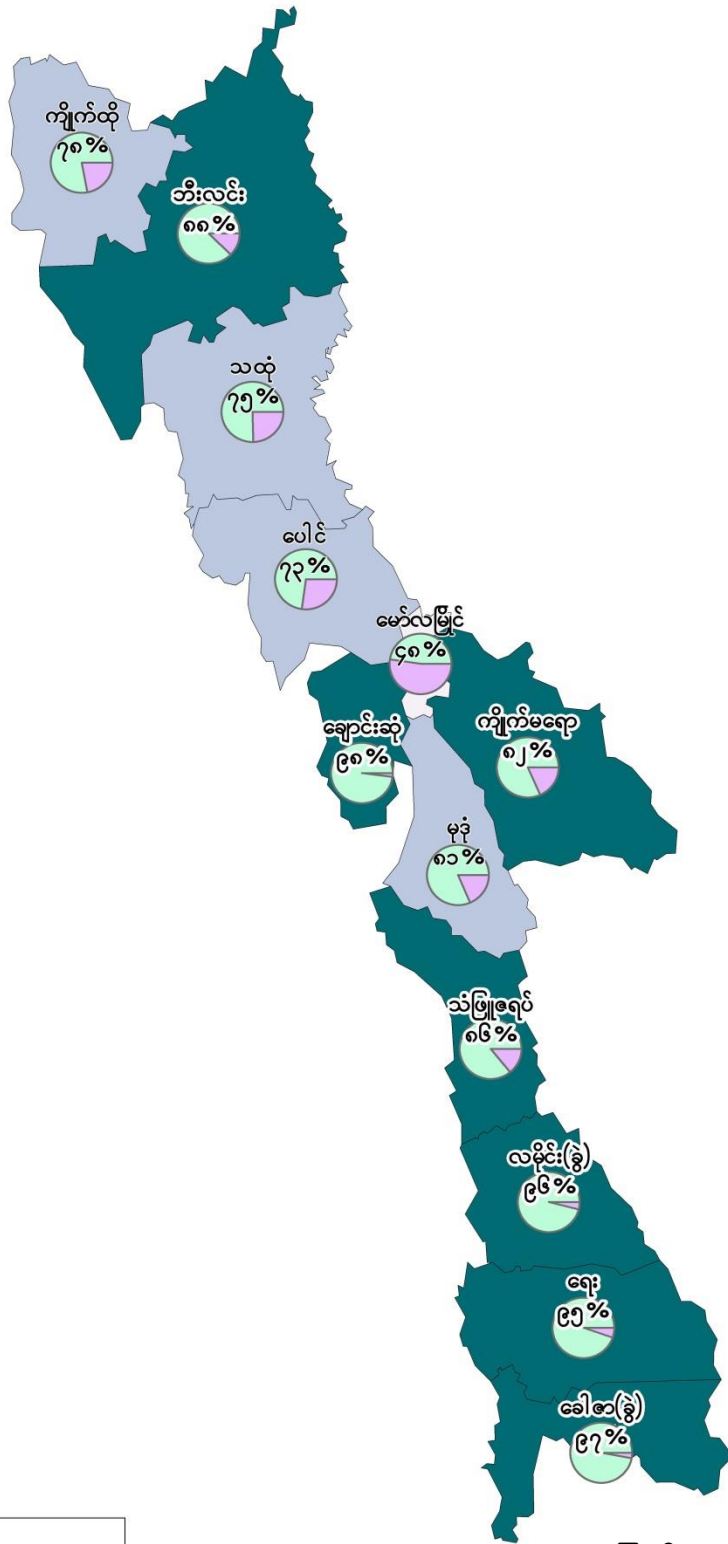 ကျိုက်ထို
၇၈%
ဘီးလင်း
၈၈%
သထုံ
၇၅%
ပေါင်
၇၃%
မော်လမြိုင်
၄၈%
ကျိုက်မရော
၈၂%
ချောင်းဆုံ
၉၈%
မုဒုံ
၈၁%
သံဖြူဇရပ်
၈၆%
လမိုင်း(ခွဲ)
၉၆%
ရေး
၉၅%
ခေါဇာ(ခွဲ)
၉၇%